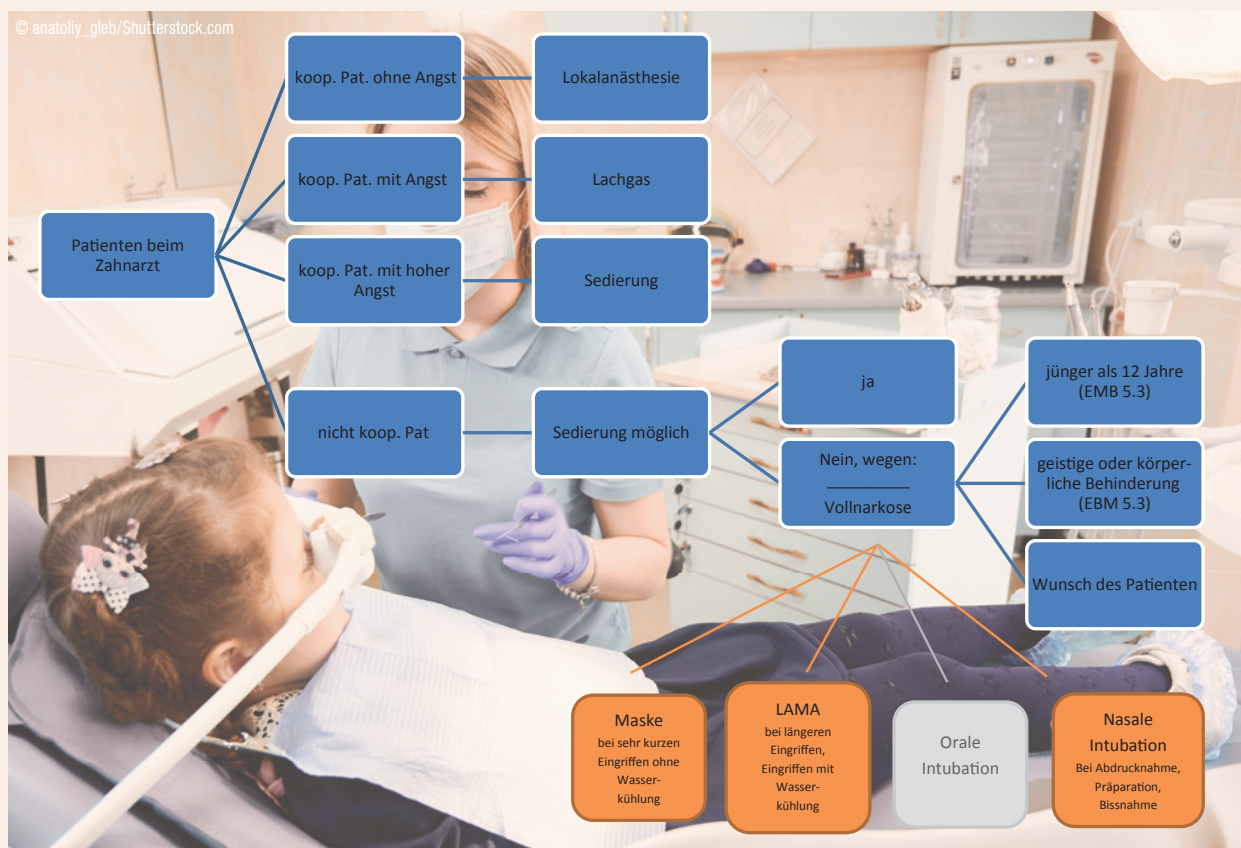 © anatoliy_gleb/Shutterstock.com
koop. Pat. ohne Angst
Lokalanästhesie
koop. Pat. mit Angst
Lachgas
Patienten beim
Zahnarzt
koop. Pat. mit hoher
Angst
Sedierung
nicht koop. Pat
Sedierung möglich
ja
Nein, wegen:
_________
Vollnarkose
jünger als 12 Jahre
(EMB 5.3)
geistige oder körper-
liche Behinderung
(EBM 5.3)
Wunsch des Patienten
Maske
bei sehr kurzen
Eingriffen ohne
Wasser-
kühlung
LAMA
bei längeren
Eingriffen,
Eingriffen mit
Wasser-
kühlung
Orale
Intubation
Nasale
Intubation
Bei Abdrucknahme,
Präparation,
Bissnahme